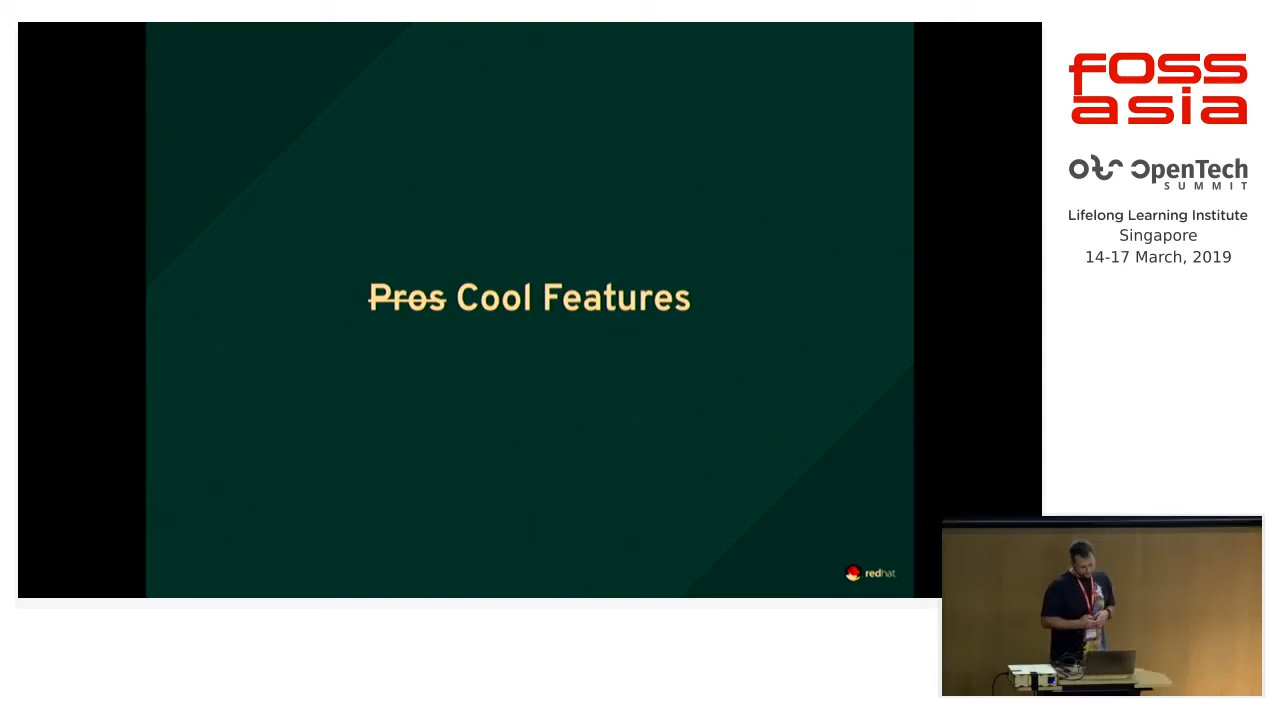 Pros Cool Features
redhat
fOSS
asia
OpenTech
SUMMIT
Lifelong Learning Institute
Singapore
14-17 March, 2019